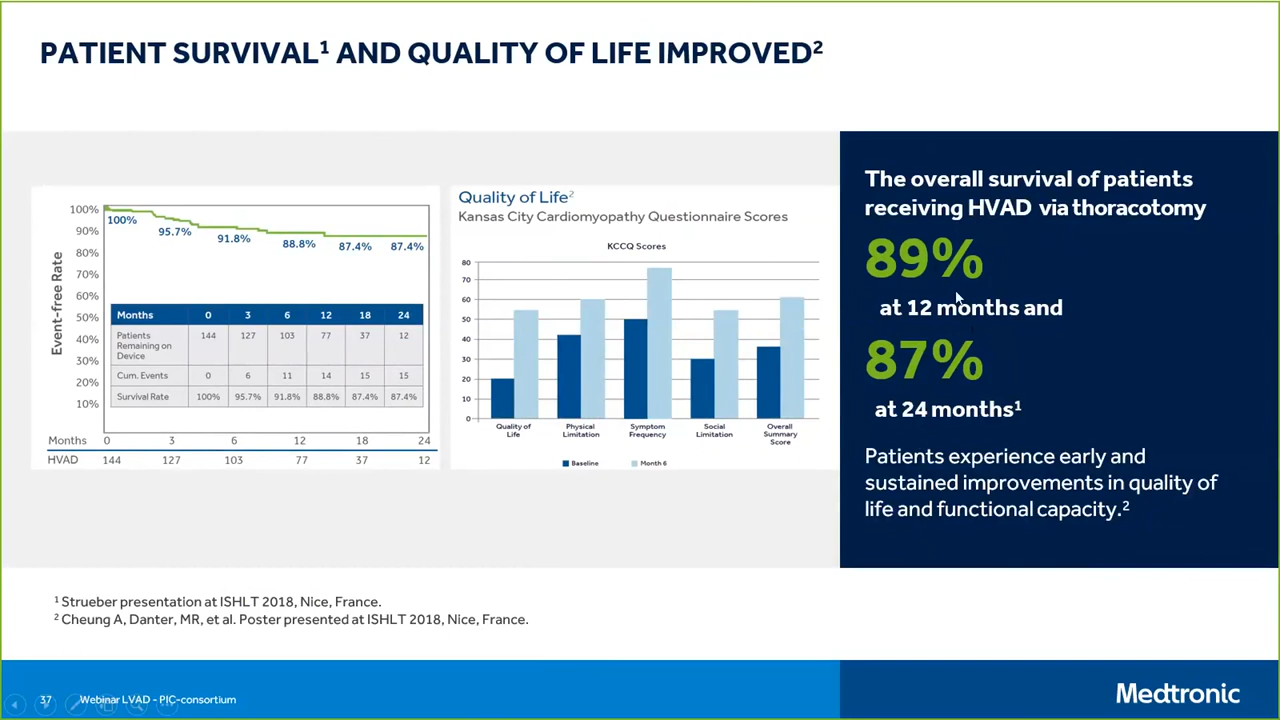 PATIENT SURVIVAL¹ AND QUALITY OF LIFE IMPROVED²
100%
90%
80%
70%
60%
50%
40%
30%
20%
10%
Event-free Rate
100%
95.7%
91.8%
88.8%
87.4%
87.4%
Months 0 3 6 12 18 24
Patients Remaining on Device 144 127 103 77 37 12
Cum. Events 0 6 11 14 15 15
Survival Rate 100% 95.7% 91.8% 88.8% 87.4% 87.4%
Months 0 3 6 12 18 24
HVAD 144 127 103 77 37 12
Quality of Life²
Kansas City Cardiomyopathy Questionnaire Scores
KCCQ Scores
80
70
60
50
40
30
20
10
0
Quality of Life
Physical Limitation
Symptom Frequency
Social Limitation
Overall Summary Score
Baseline Month 6
The overall survival of patients
receiving HVAD via thoracotomy
89%
at 12 months and
87%
at 24 months¹
Patients experience early and
sustained improvements in quality of
life and functional capacity.²
¹ Strueber presentation at ISHLT 2018, Nice, France.
² Cheung A, Danter, MR, et al. Poster presented at ISHLT 2018, Nice, France.
37 Webinar LVAD - PIC-consortium
Medtronic